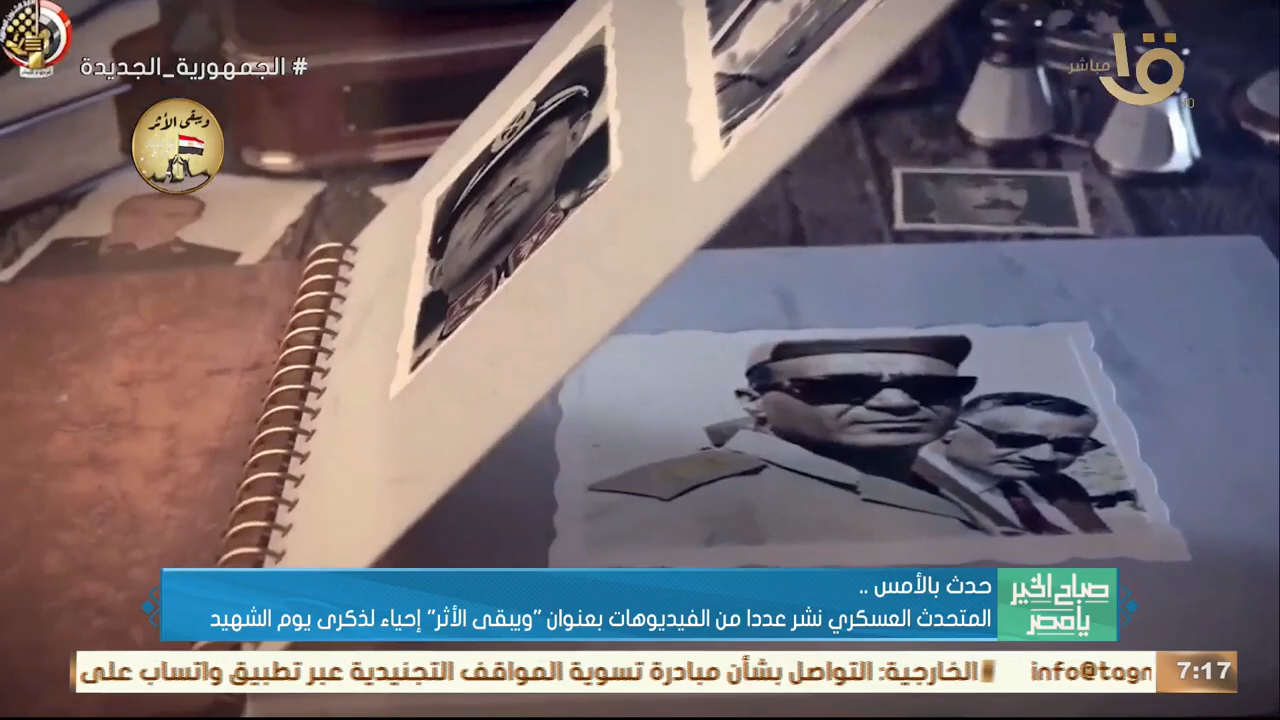 # الجمهورية_الجديدة
مباشر
ويبقى الأثر
حدث بالأمس ..
المتحدث العسكري نشر عددا من الفيديوهات بعنوان "ويبقى الأثر" إحياء لذكرى يوم الشهيد
صباح الخير
يا مصر
الخارجية: التواصل بشأن مبادرة تسوية المواقف التجنيدية عبر تطبيق واتساب على
info@tagn
7:17